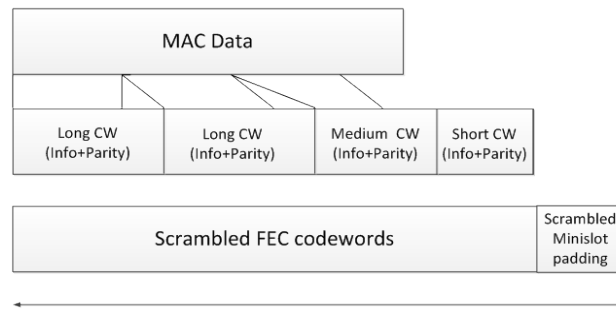 MAC Data
Long CW
(Info+Parity)
Long CW
(Info+Parity)
Medium CW
(Info+Parity)
Short CW
(Info+Parity)
Scrambled FEC codewords
Scrambled
Minislot
padding